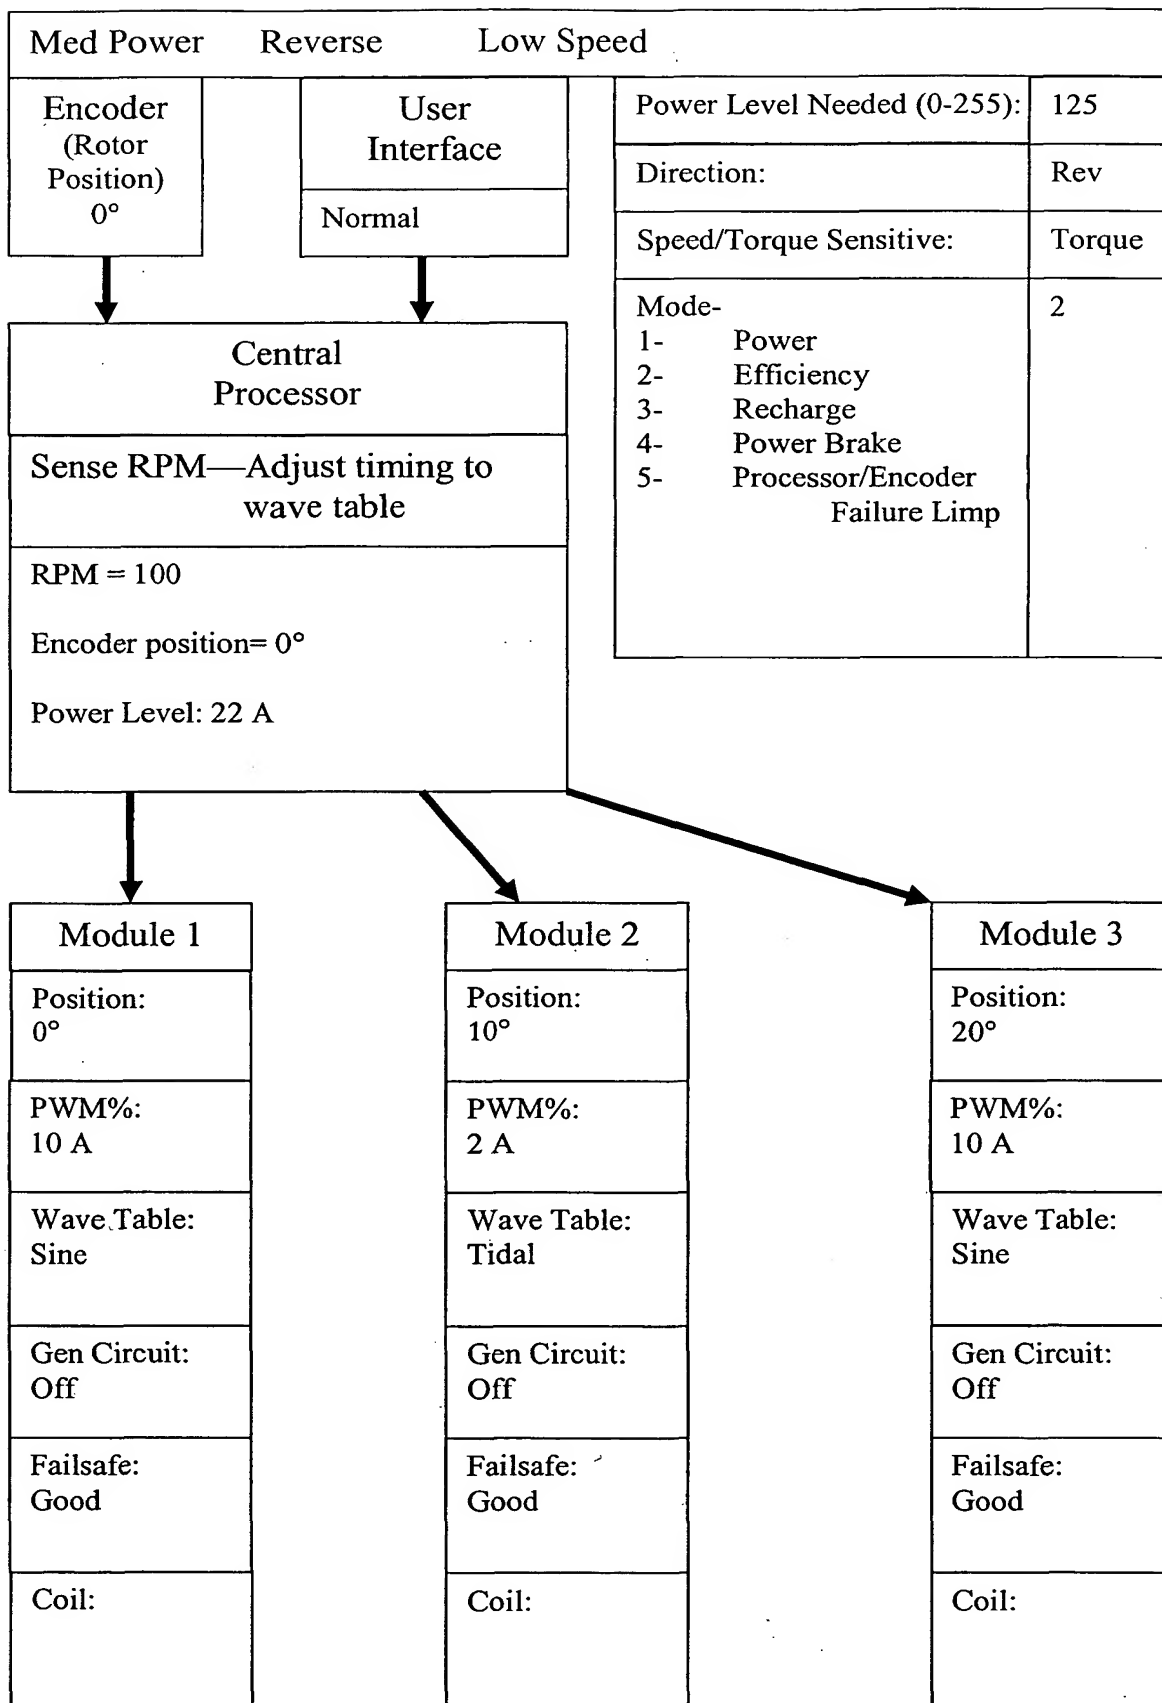 Med Power Reverse Low Speed
Encoder
(Rotor
Position)
0°
User
Interface
Normal
Power Level Needed (0-255): 125
Direction: Rev
Speed/Torque Sensitive: Torque
Mode- 2
1- Power
2- Efficiency
3- Recharge
4- Power Brake
5- Processor/Encoder
Failure Limp
Central
Processor
Sense RPM—Adjust timing to
wave table
RPM = 100
Encoder position= 0°
Power Level: 22 A
Module 1
Position:
0°
PWM%:
10 A
Wave Table:
Sine
Gen Circuit:
Off
Failsafe:
Good
Coil:
Module 2
Position:
10°
PWM%:
2 A
Wave Table:
Tidal
Gen Circuit:
Off
Failsafe:
Good
Coil:
Module 3
Position:
20°
PWM%:
10 A
Wave Table:
Sine
Gen Circuit:
Off
Failsafe:
Good
Coil: